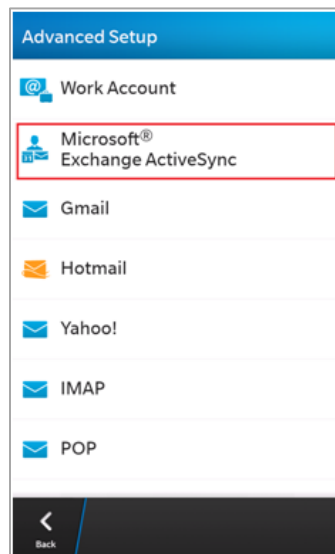 Advanced Setup
Work Account
Microsoft®
Exchange ActiveSync
Gmail
Hotmail
Yahoo!
IMAP
POP
Back